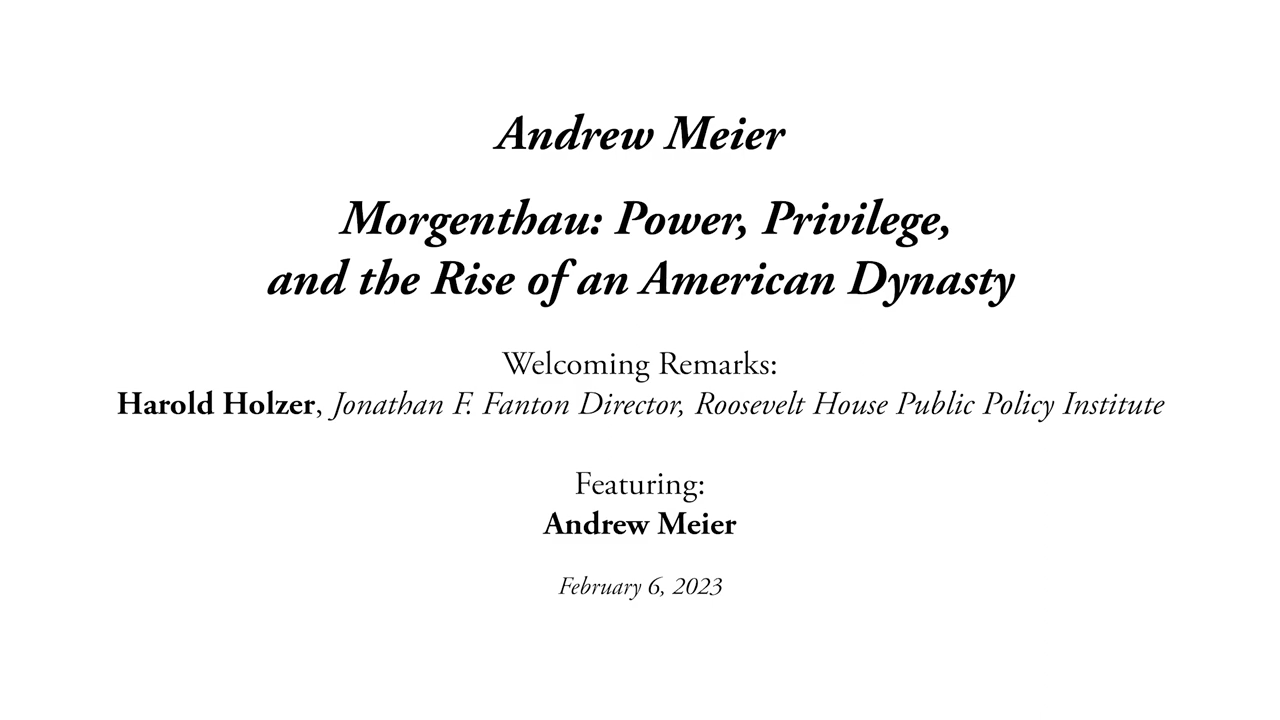 Andrew Meier
Morgenthau: Power, Privilege,
and the Rise of an American Dynasty
Welcoming Remarks:
Harold Holzer, Jonathan F. Fanton Director, Roosevelt House Public Policy Institute
Featuring:
Andrew Meier
February 6, 2023